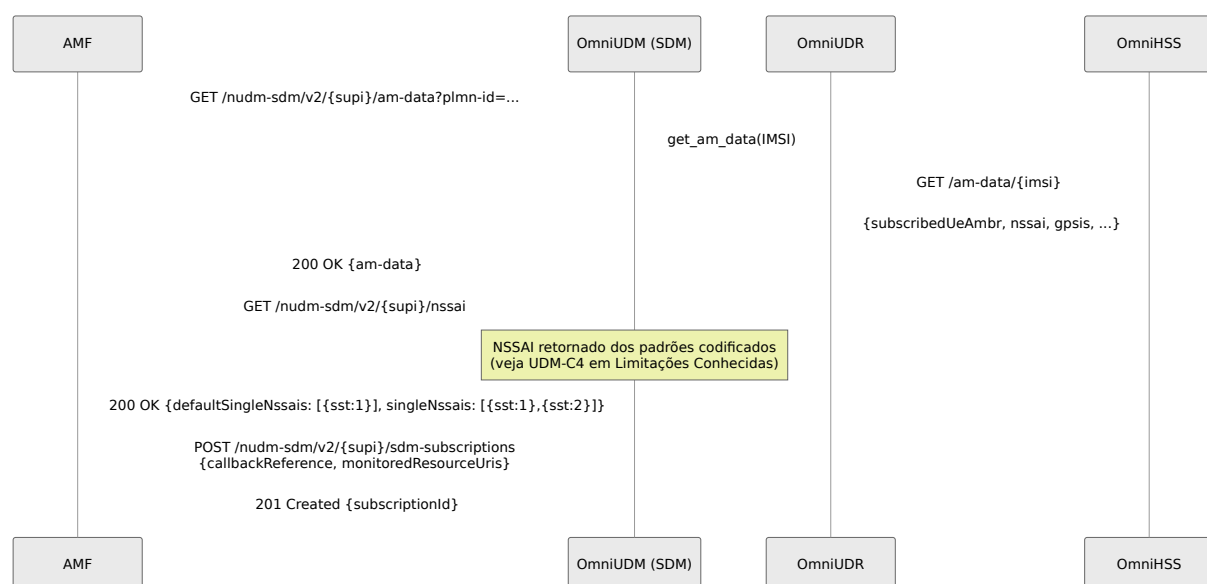 AMF
OmniUDM (SDM)
OmniUDR
OmniHSS
GET /nudm-sdm/v2/{supi}/am-data?plmn-id=...
get_am_data(IMSI)
GET /am-data/{imsi}
{subscribedUeAmbr, nssai, gpsis, ...}
200 OK {am-data}
GET /nudm-sdm/v2/{supi}/nssai
NSSAI retornado dos padrões codificados
(veja UDM-C4 em Limitações Conhecidas)
200 OK {defaultSingleNssais: [{sst:1}], singleNssais: [{sst:1},{sst:2}]}
POST /nudm-sdm/v2/{supi}/sdm-subscriptions
{callbackReference, monitoredResourceUris}
201 Created {subscriptionId}
AMF
OmniUDM (SDM)
OmniUDR
OmniHSS